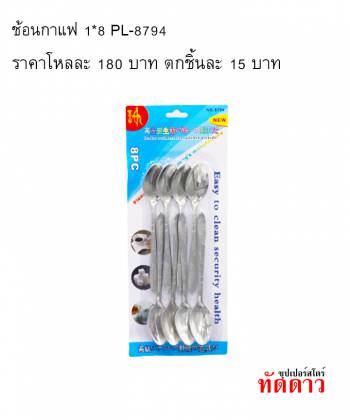 ช้อนกาแฟ 1*8 PL-8794
ราคาโหลละ 180 บาท ตกชิ้นละ 15 บาท
NO.8794
NEW
8PC
Easy to clean security health
ซุปเปอร์สโตร์
ทัดดาว